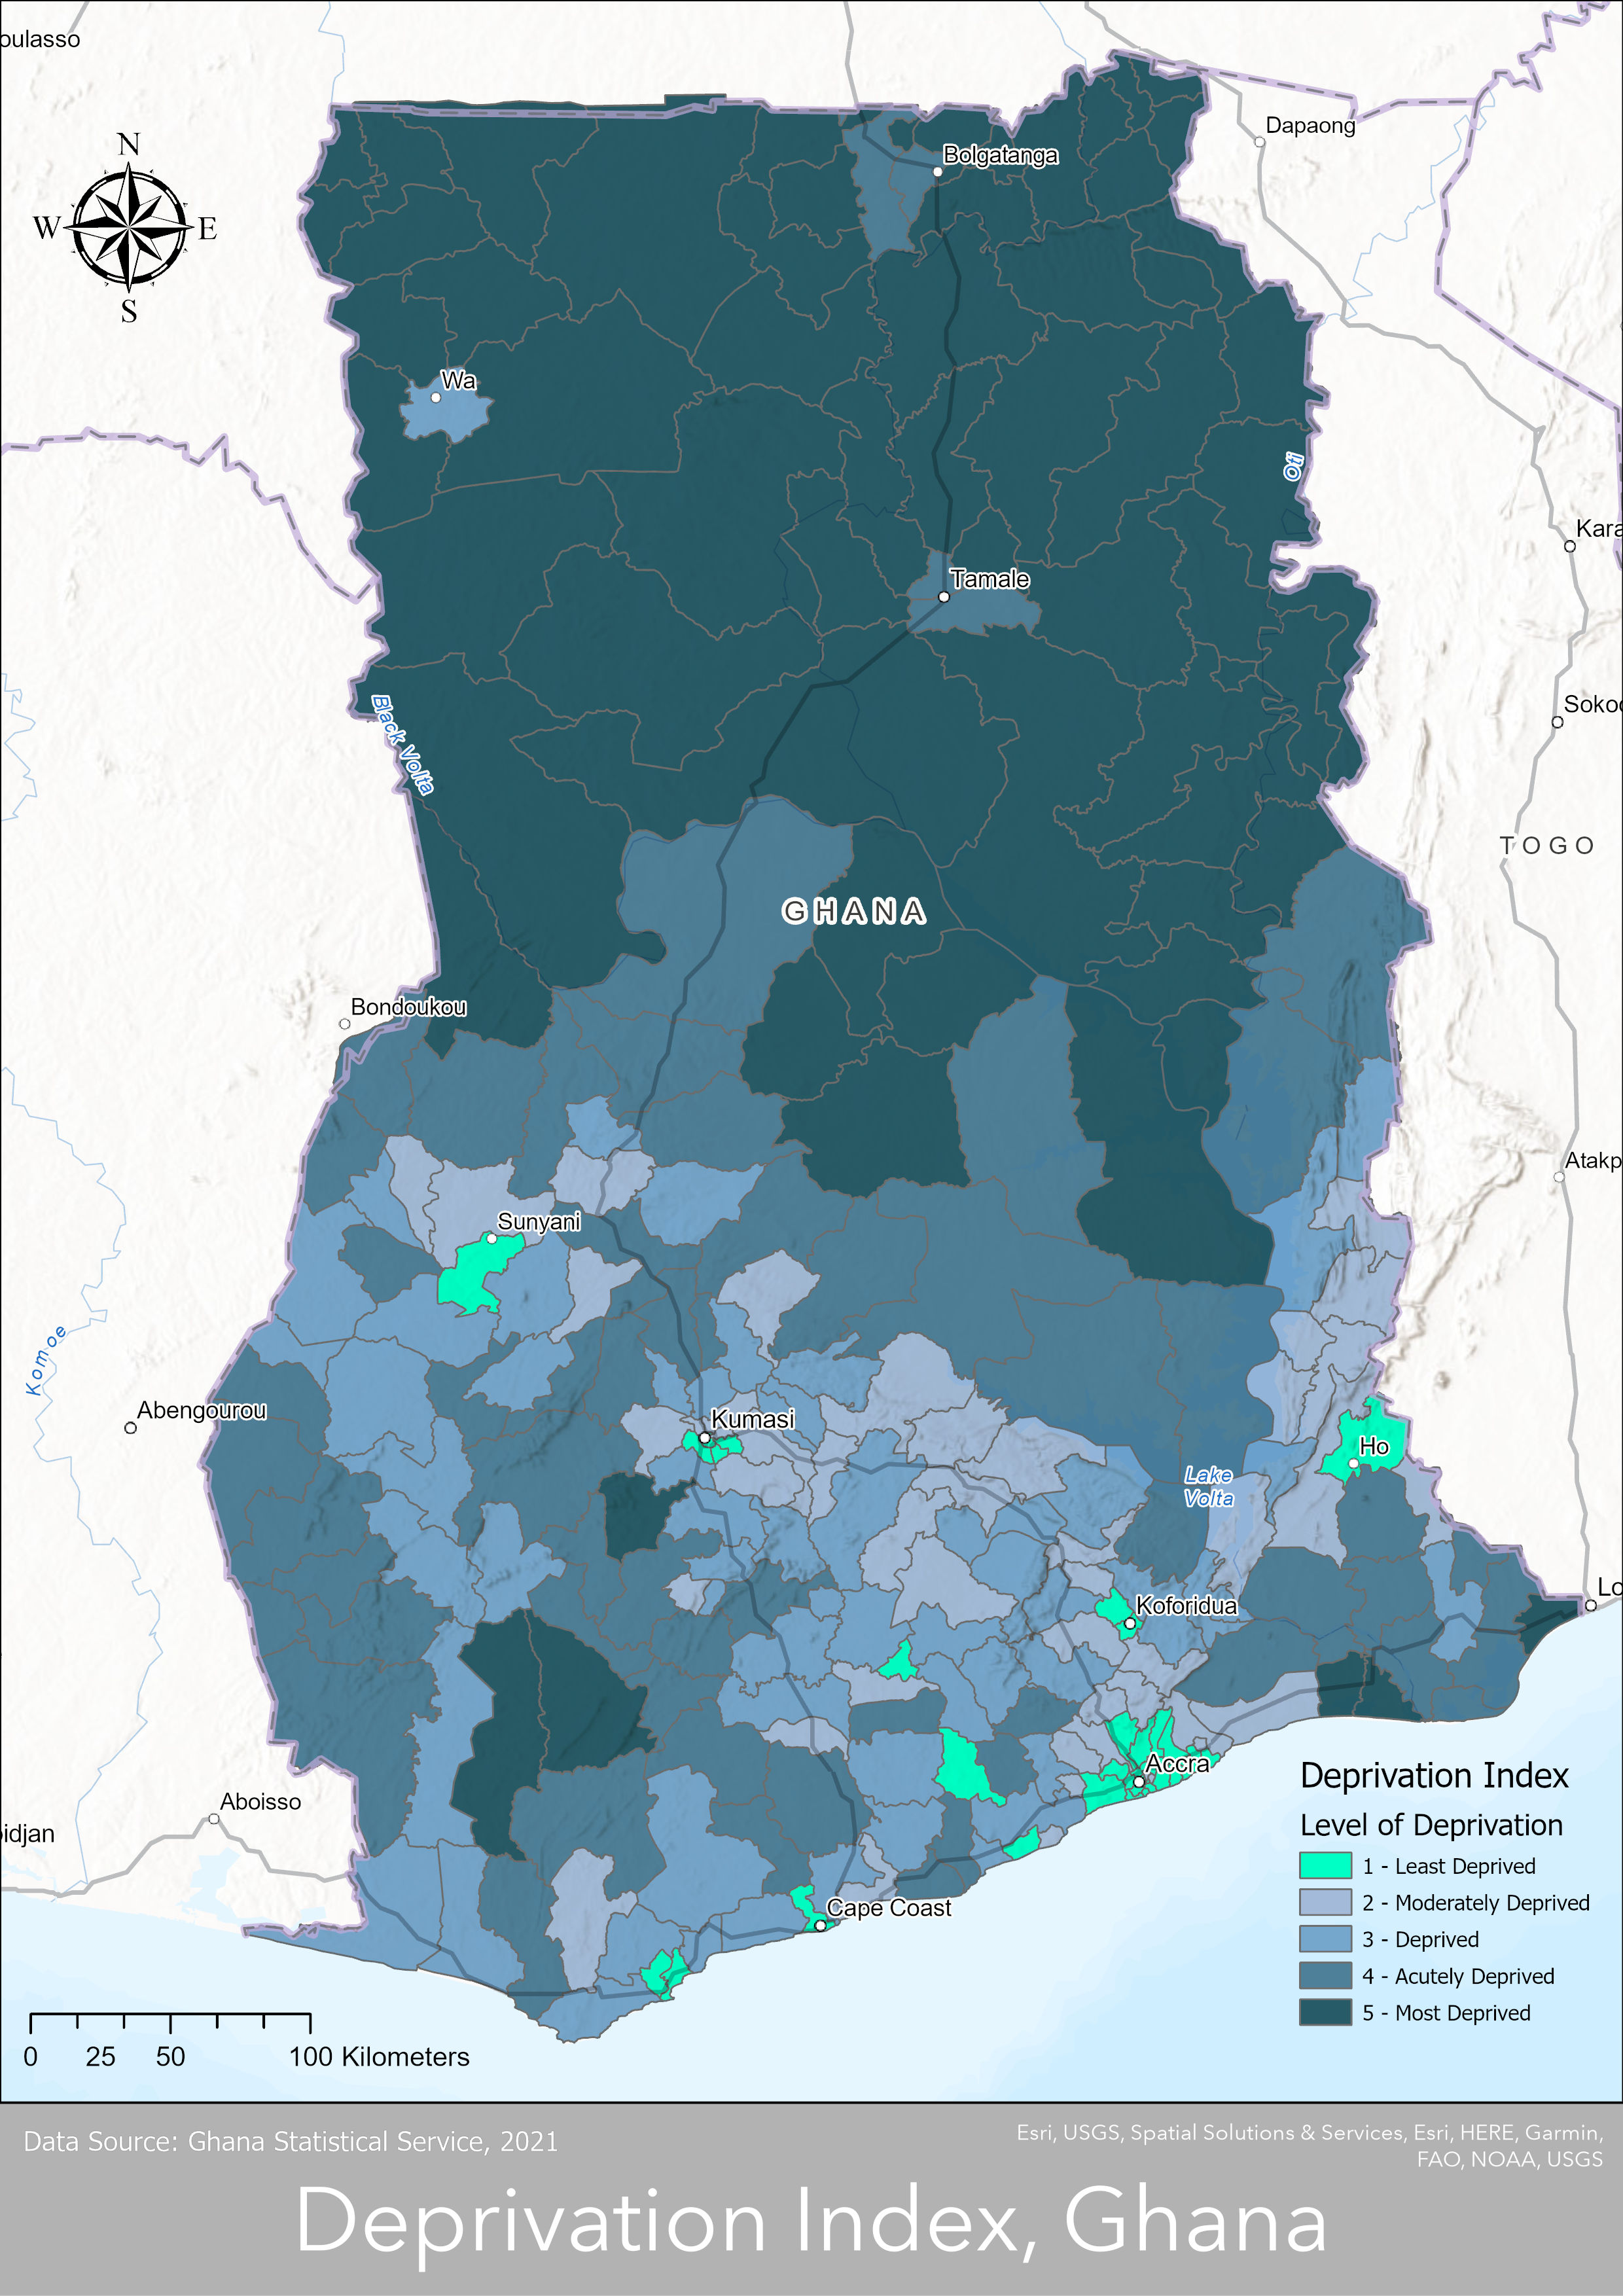 oulasso
Dapaong
N
W
E
S
Bolgatanga
Wa
Oti
Kara
Tamale
Soko
Black Volta
TOGO
GHANA
Bondoukou
Atakp
Sunyani
Komoe
Abengourou
Kumasi
Ho
Lake
Volta
Lo
Koforidua
Accra
Aboisso
idjan
Cape Coast
Deprivation Index
Level of Deprivation
1 - Least Deprived
2 - Moderately Deprived
3 - Deprived
4 - Acutely Deprived
5 - Most Deprived
0 25 50 100 Kilometers
Data Source: Ghana Statistical Service, 2021
Esri, USGS, Spatial Solutions & Services, Esri, HERE, Garmin,
FAO, NOAA, USGS
Deprivation Index, Ghana